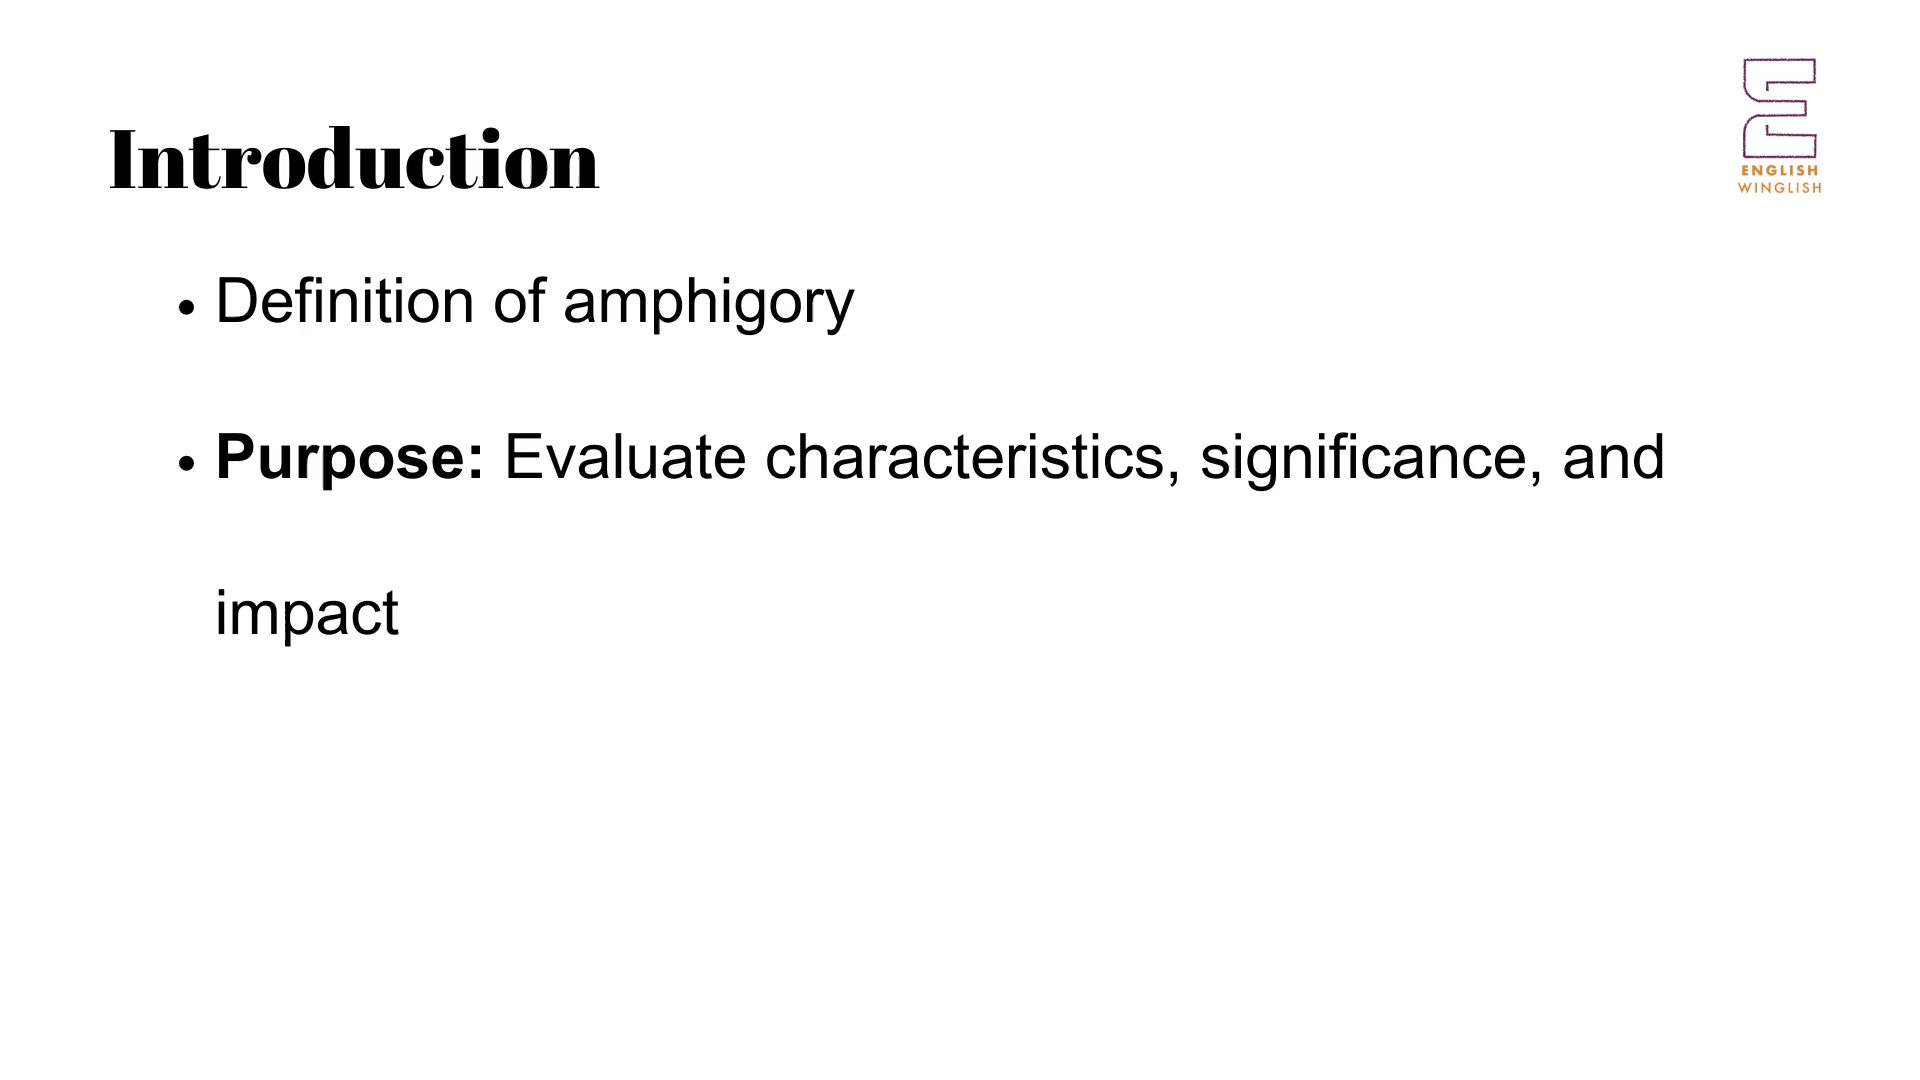 Introduction
ENGLISH
WINGLISH
• Definition of amphigory
• Purpose: Evaluate characteristics, significance, and
impact